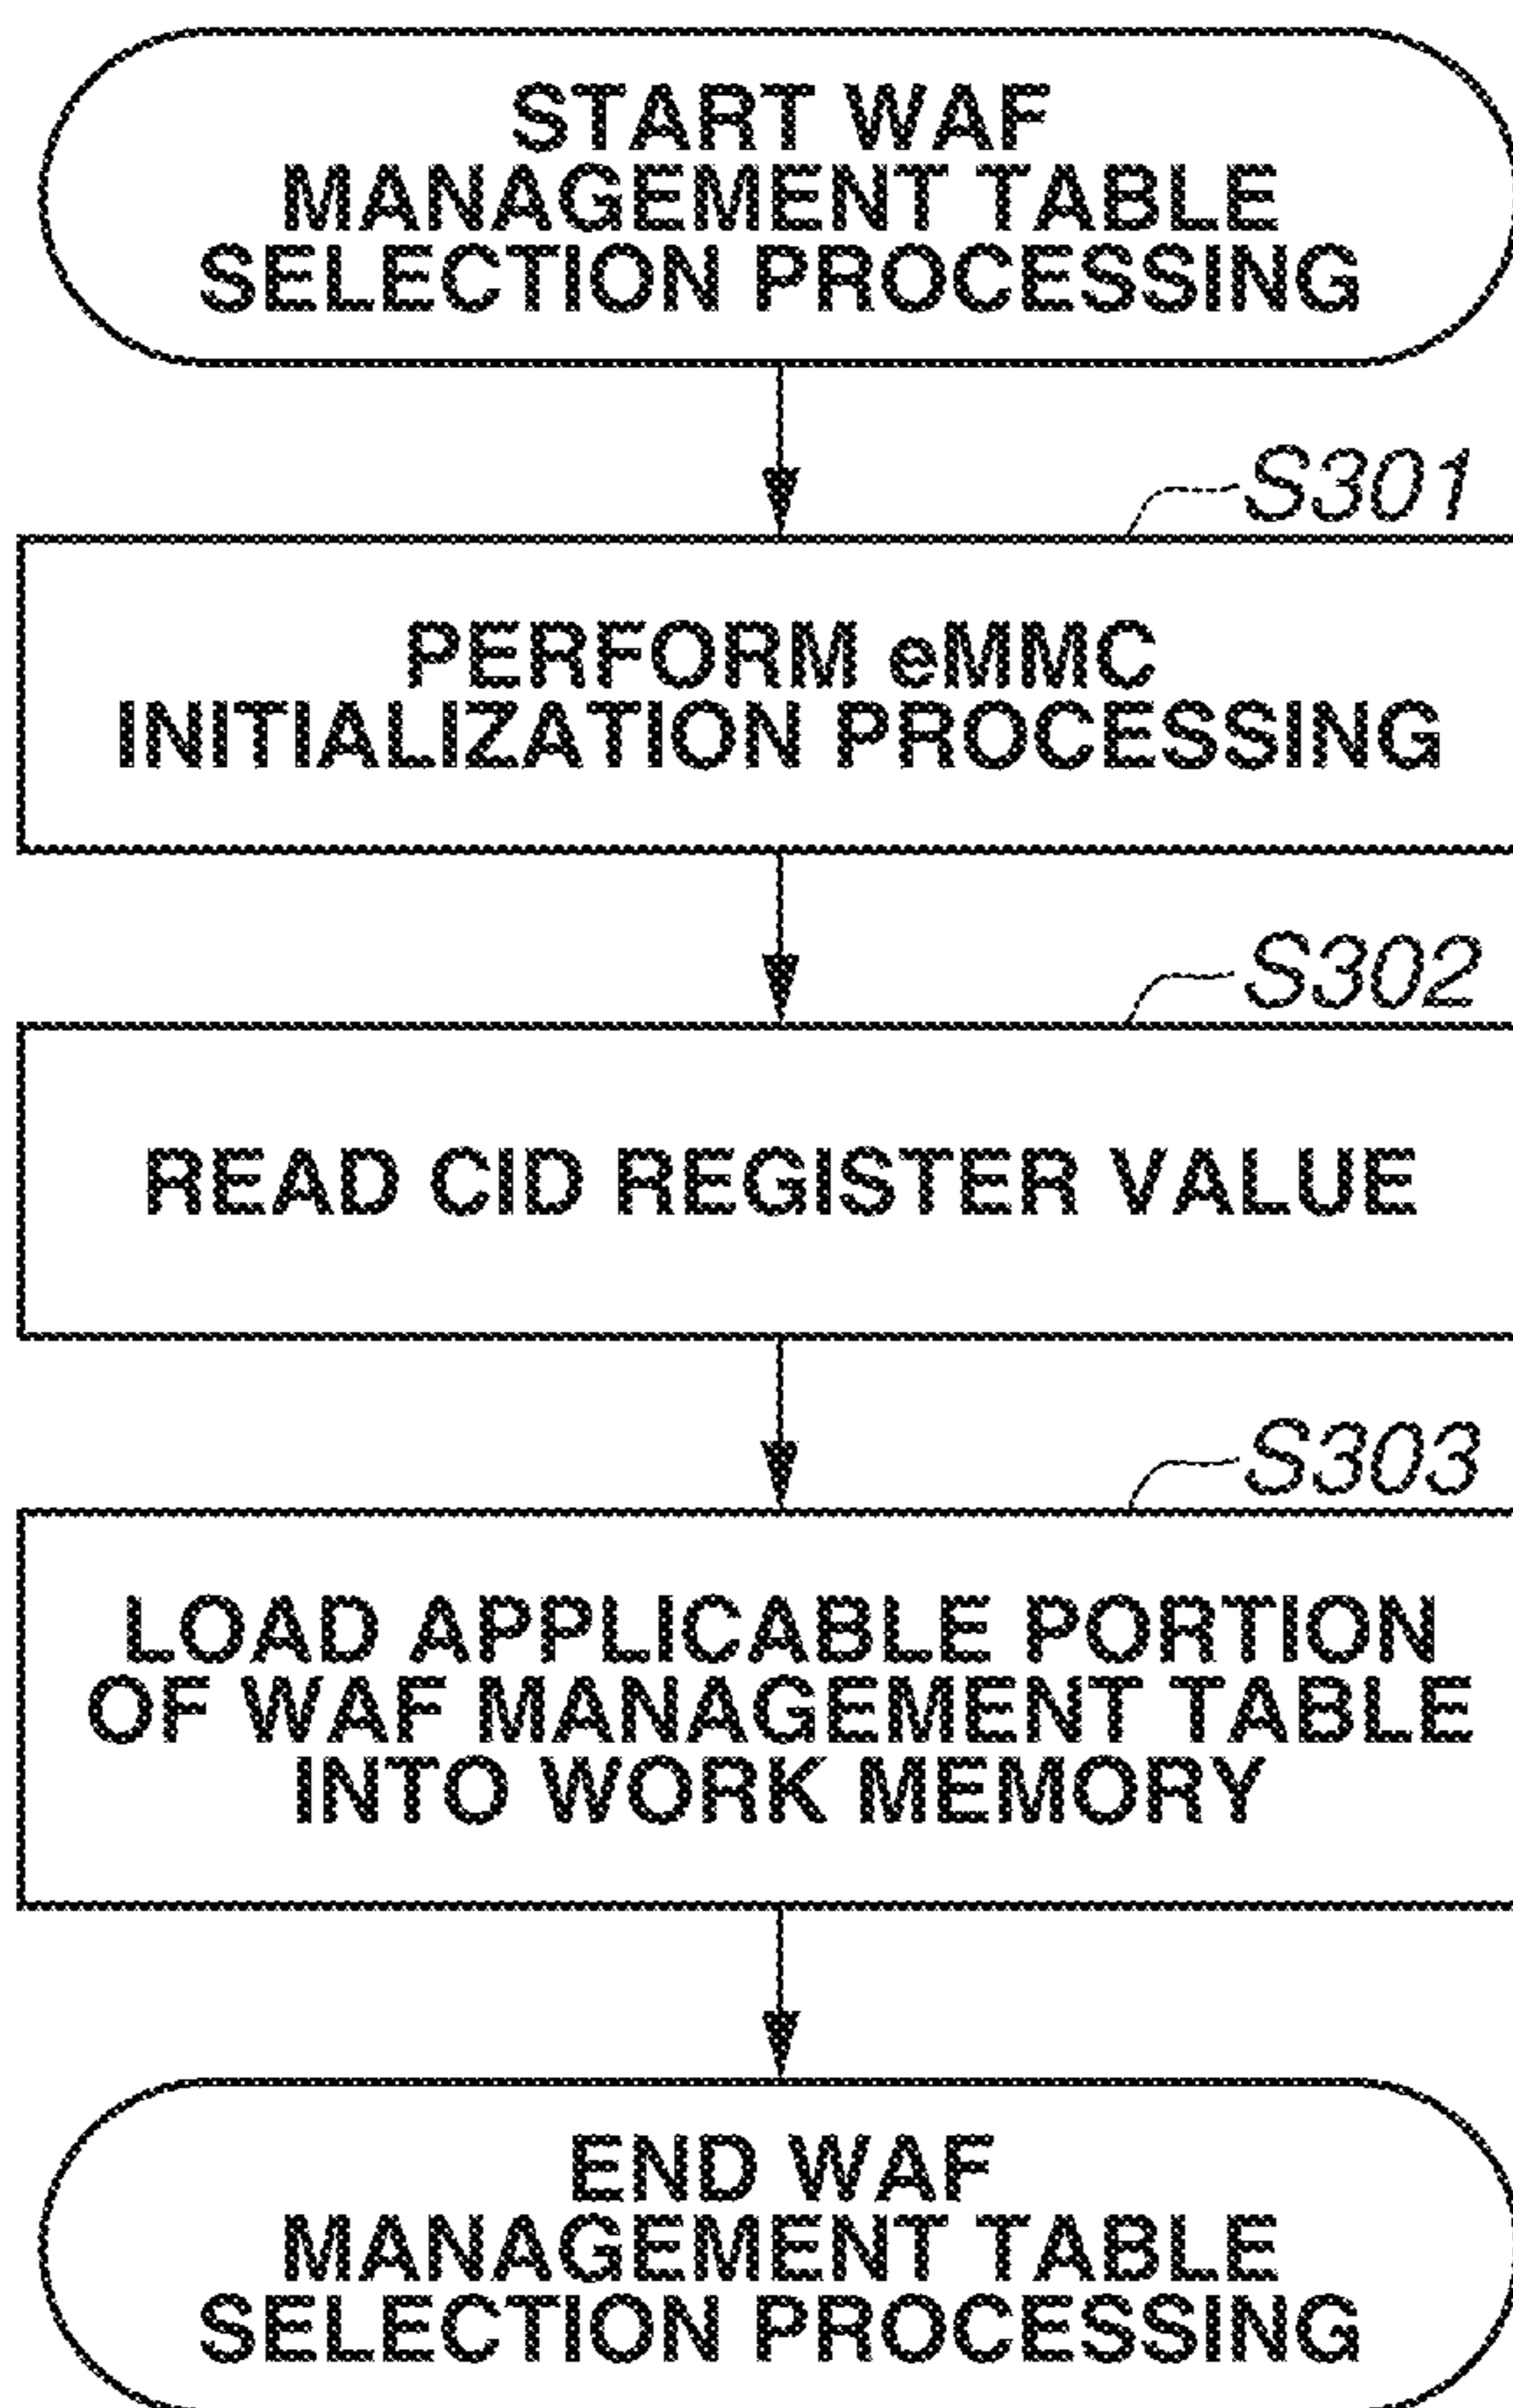 START WAF
MANAGEMENT TABLE
SELECTION PROCESSING
S301
PERFORM eMMC
INITIALIZATION PROCESSING
S302
READ CID REGISTER VALUE
S303
LOAD APPLICABLE PORTION
OF WAF MANAGEMENT TABLE
INTO WORK MEMORY
END WAF
MANAGEMENT TABLE
SELECTION PROCESSING